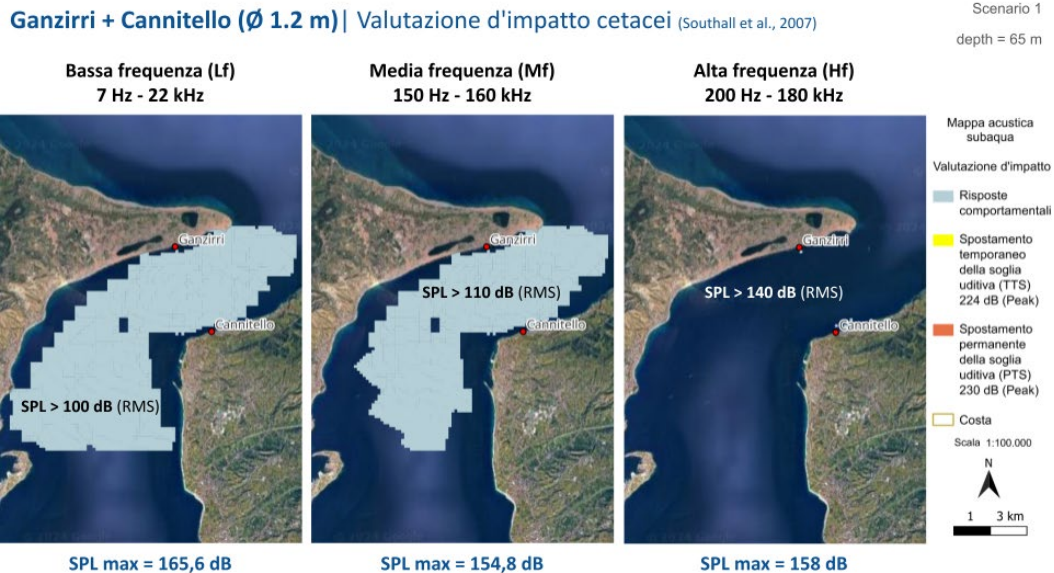 Ganzirri + Cannitello (Ø 1.2 m)| Valutazione d'impatto cetacei (Southall et al., 2007)
Scenario 1
depth = 65 m
Bassa frequenza (Lf)
7 Hz - 22 kHz
Media frequenza (Mf)
150 Hz - 160 kHz
Alta frequenza (Hf)
200 Hz - 180 kHz
Ganzirri
Cannitello
SPL > 100 dB (RMS)
Ganzirri
SPL > 110 dB (RMS)
Cannitello
Ganzirri
SPL > 140 dB (RMS)
Cannitello
Mappa acustica
subaqua
Valutazione d'impatto
Risposte
comportamentali
Spostamento
temporaneo
della soglia
uditiva (TTS)
224 dB (Peak)
Spostamento
permanente
della soglia
uditiva (PTS)
230 dB (Peak)
Costa
Scala 1:100.000
N
1 3 km
SPL max = 165,6 dB
SPL max = 154,8 dB
SPL max = 158 dB